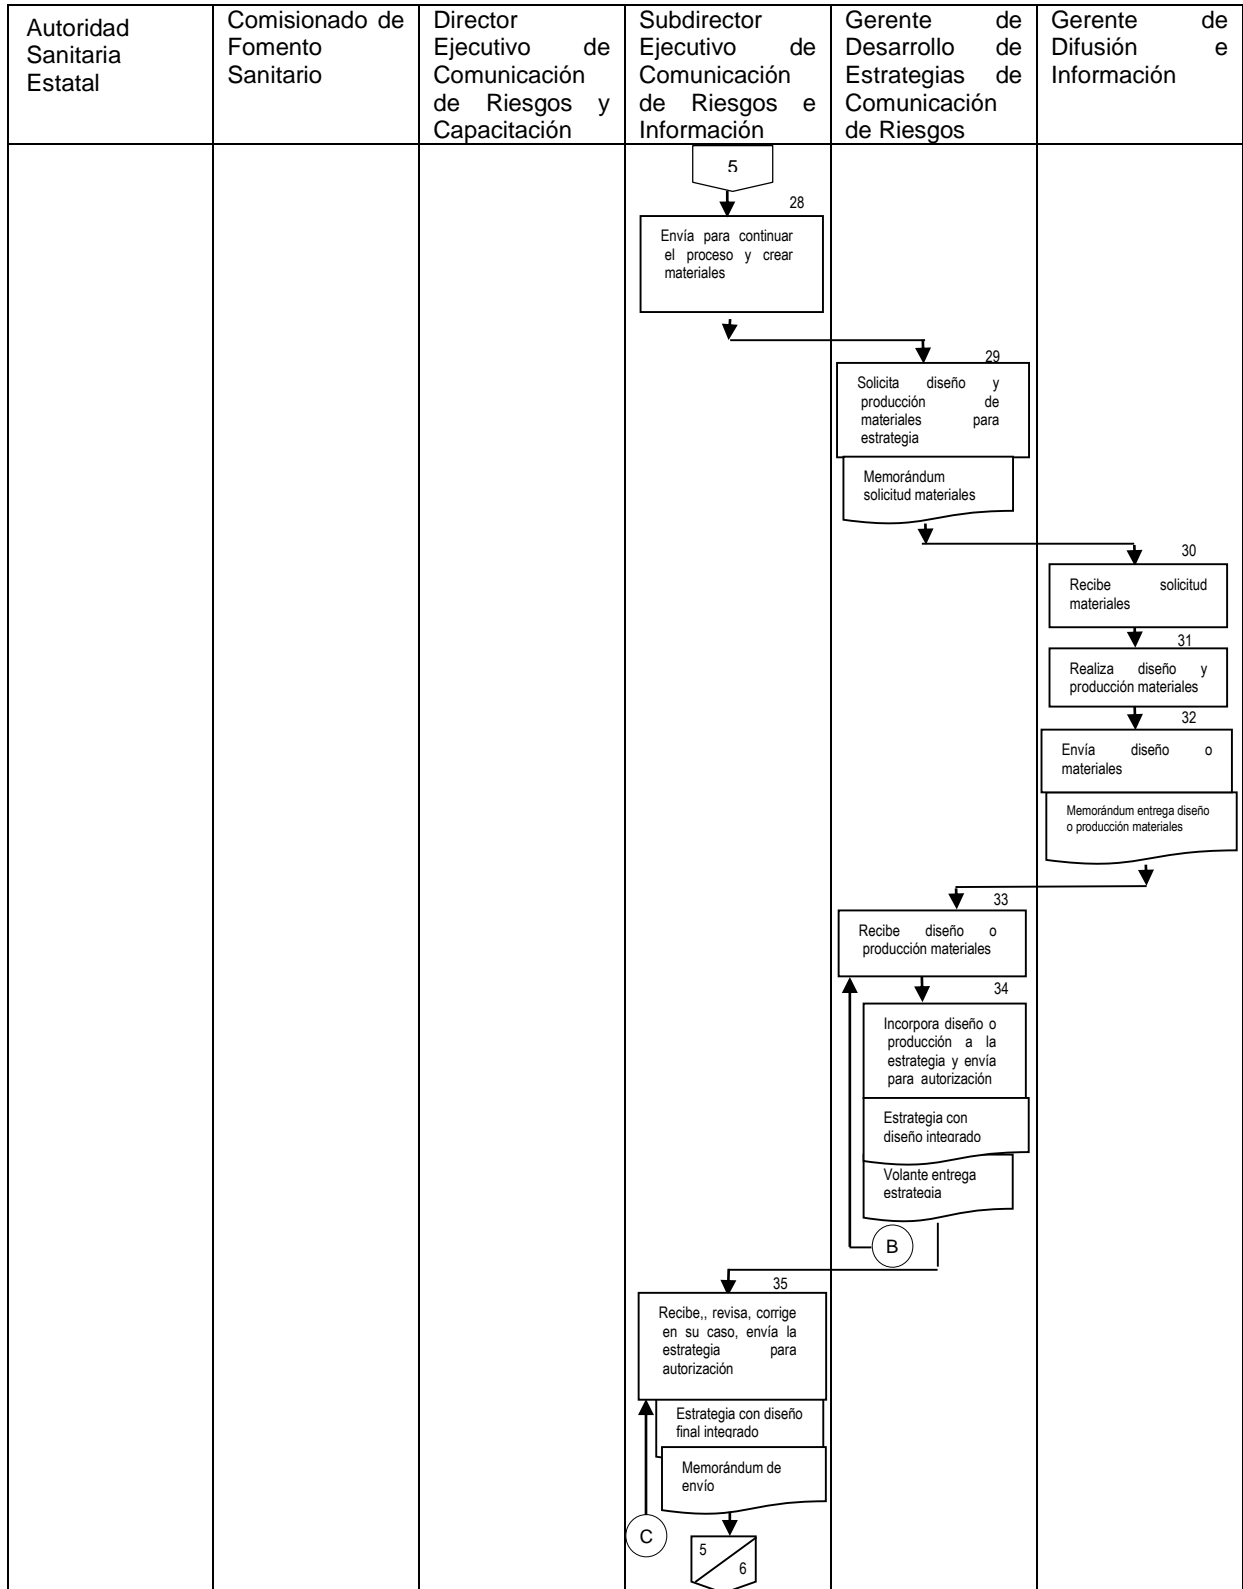 Autoridad
Sanitaria
Estatal
Comisionado de
Fomento
Sanitario
Director
Ejecutivo de
Comunicación
de Riesgos y
Capacitación
Subdirector
Ejecutivo de
Comunicación
de Riesgos e
Información
Gerente de
Desarrollo de
Estrategias de
Comunicación
de Riesgos
Gerente de
Difusión e
Información
5
28
Envía para continuar
el proceso y crear
materiales
29
Solicita diseño y
producción de
materiales para
estrategia
Memorándum
solicitud materiales
30
Recibe solicitud
materiales
31
Realiza diseño y
producción materiales
32
Envía diseño o
materiales
Memorándum entrega diseño
o producción materiales
33
Recibe diseño o
producción materiales
34
Incorpora diseño o
producción a la
estrategia y envía
para autorización
Estrategia con
diseño integrado
Volante entrega
estrategia
B
35
Recibe,, revisa, corrige
en su caso, envía la
estrategia para
autorización
Estrategia con diseño
final integrado
Memorándum de
envío
C
5
6